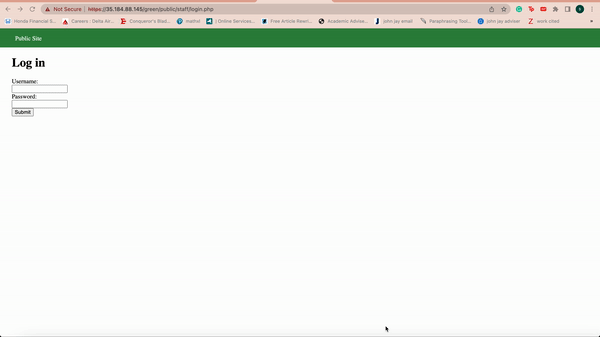 Not Secure https://35.184.88.145/green/public/staff/login.php
Honda Financial S... Careers : Delta Air... Conqueror's Blad... mathxl | Online Services... Free Article Rewri... Academic Advise... john jay email Paraphrasing Tool... john jay adviser work cited
Public Site
Log in
Username:
Password:
Submit